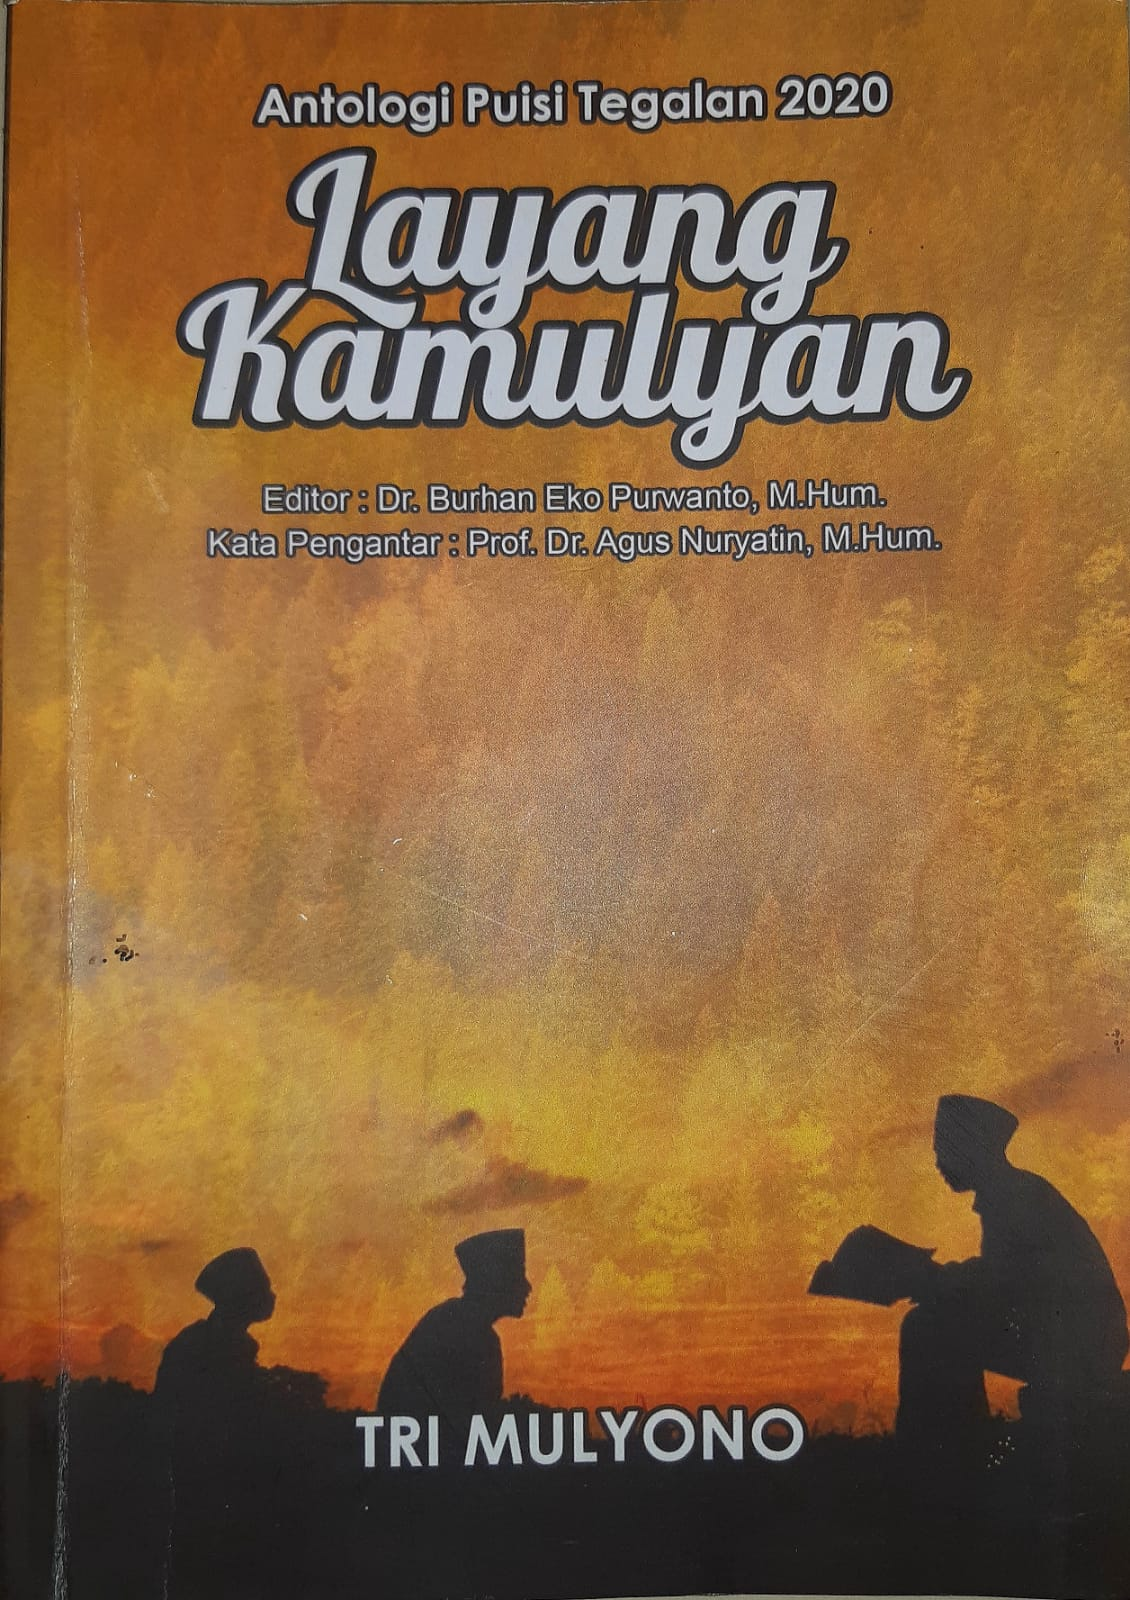 Antologi Puisi Tegalan 2020
Layang
Kamulyan
Editor : Dr. Burhan Eko Purwanto, M.Hum.
Kata Pengantar : Prof. Dr. Agus Nuryatin, M.Hum.
TRI MULYONO